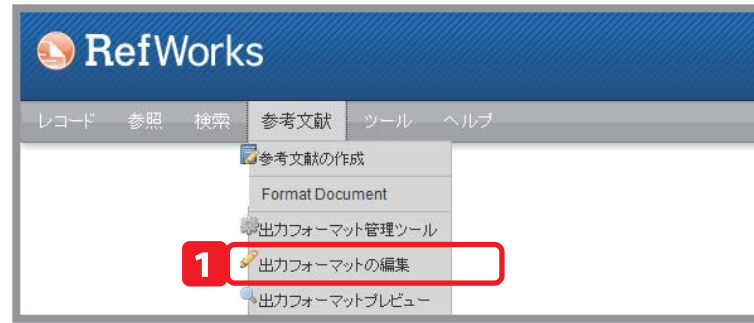 RefWorks
レコード 参照 検索 参考文献 ツール ヘルプ
参考文献の作成
Format Document
出力フォーマット管理ツール
1 出力フォーマットの編集
出力フォーマットプレビュー